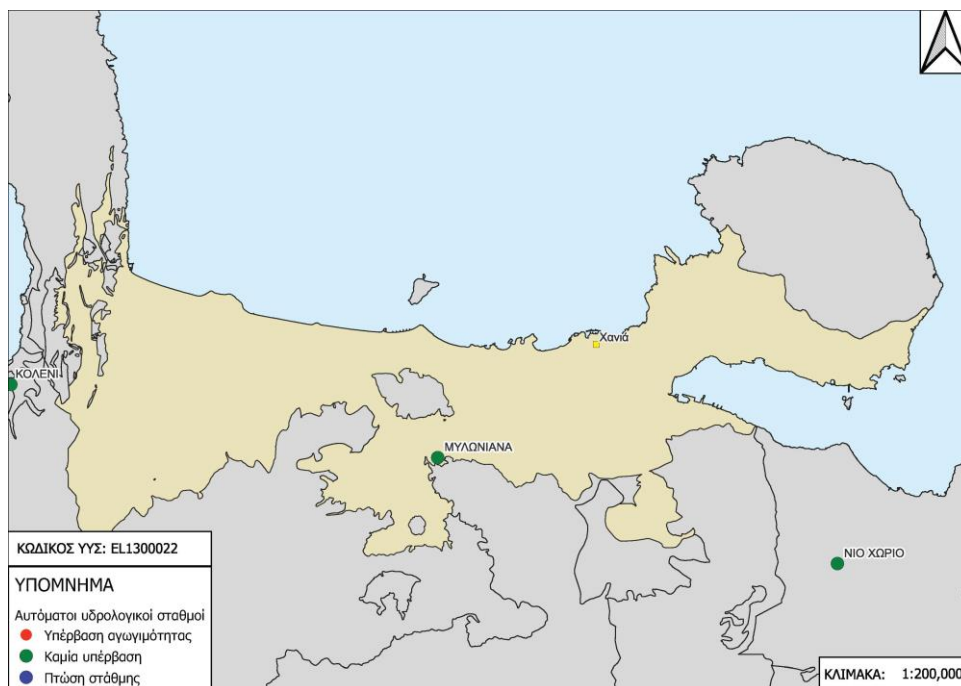 Χανιά
ΚΟΛΕΝΙ
ΜΥΛΩΝΙΑΝΑ
ΝΙΟ ΧΩΡΙΟ
ΚΩΔΙΚΟΣ ΥΥΣ: EL1300022
ΥΠΟΜΝΗΜΑ
Αυτόματοι υδρολογικοί σταθμοί
Υπέρβαση αγωγιμότητας
Καμία υπέρβαση
Πτώση στάθμης
ΚΛΙΜΑΚΑ: 1:200,000